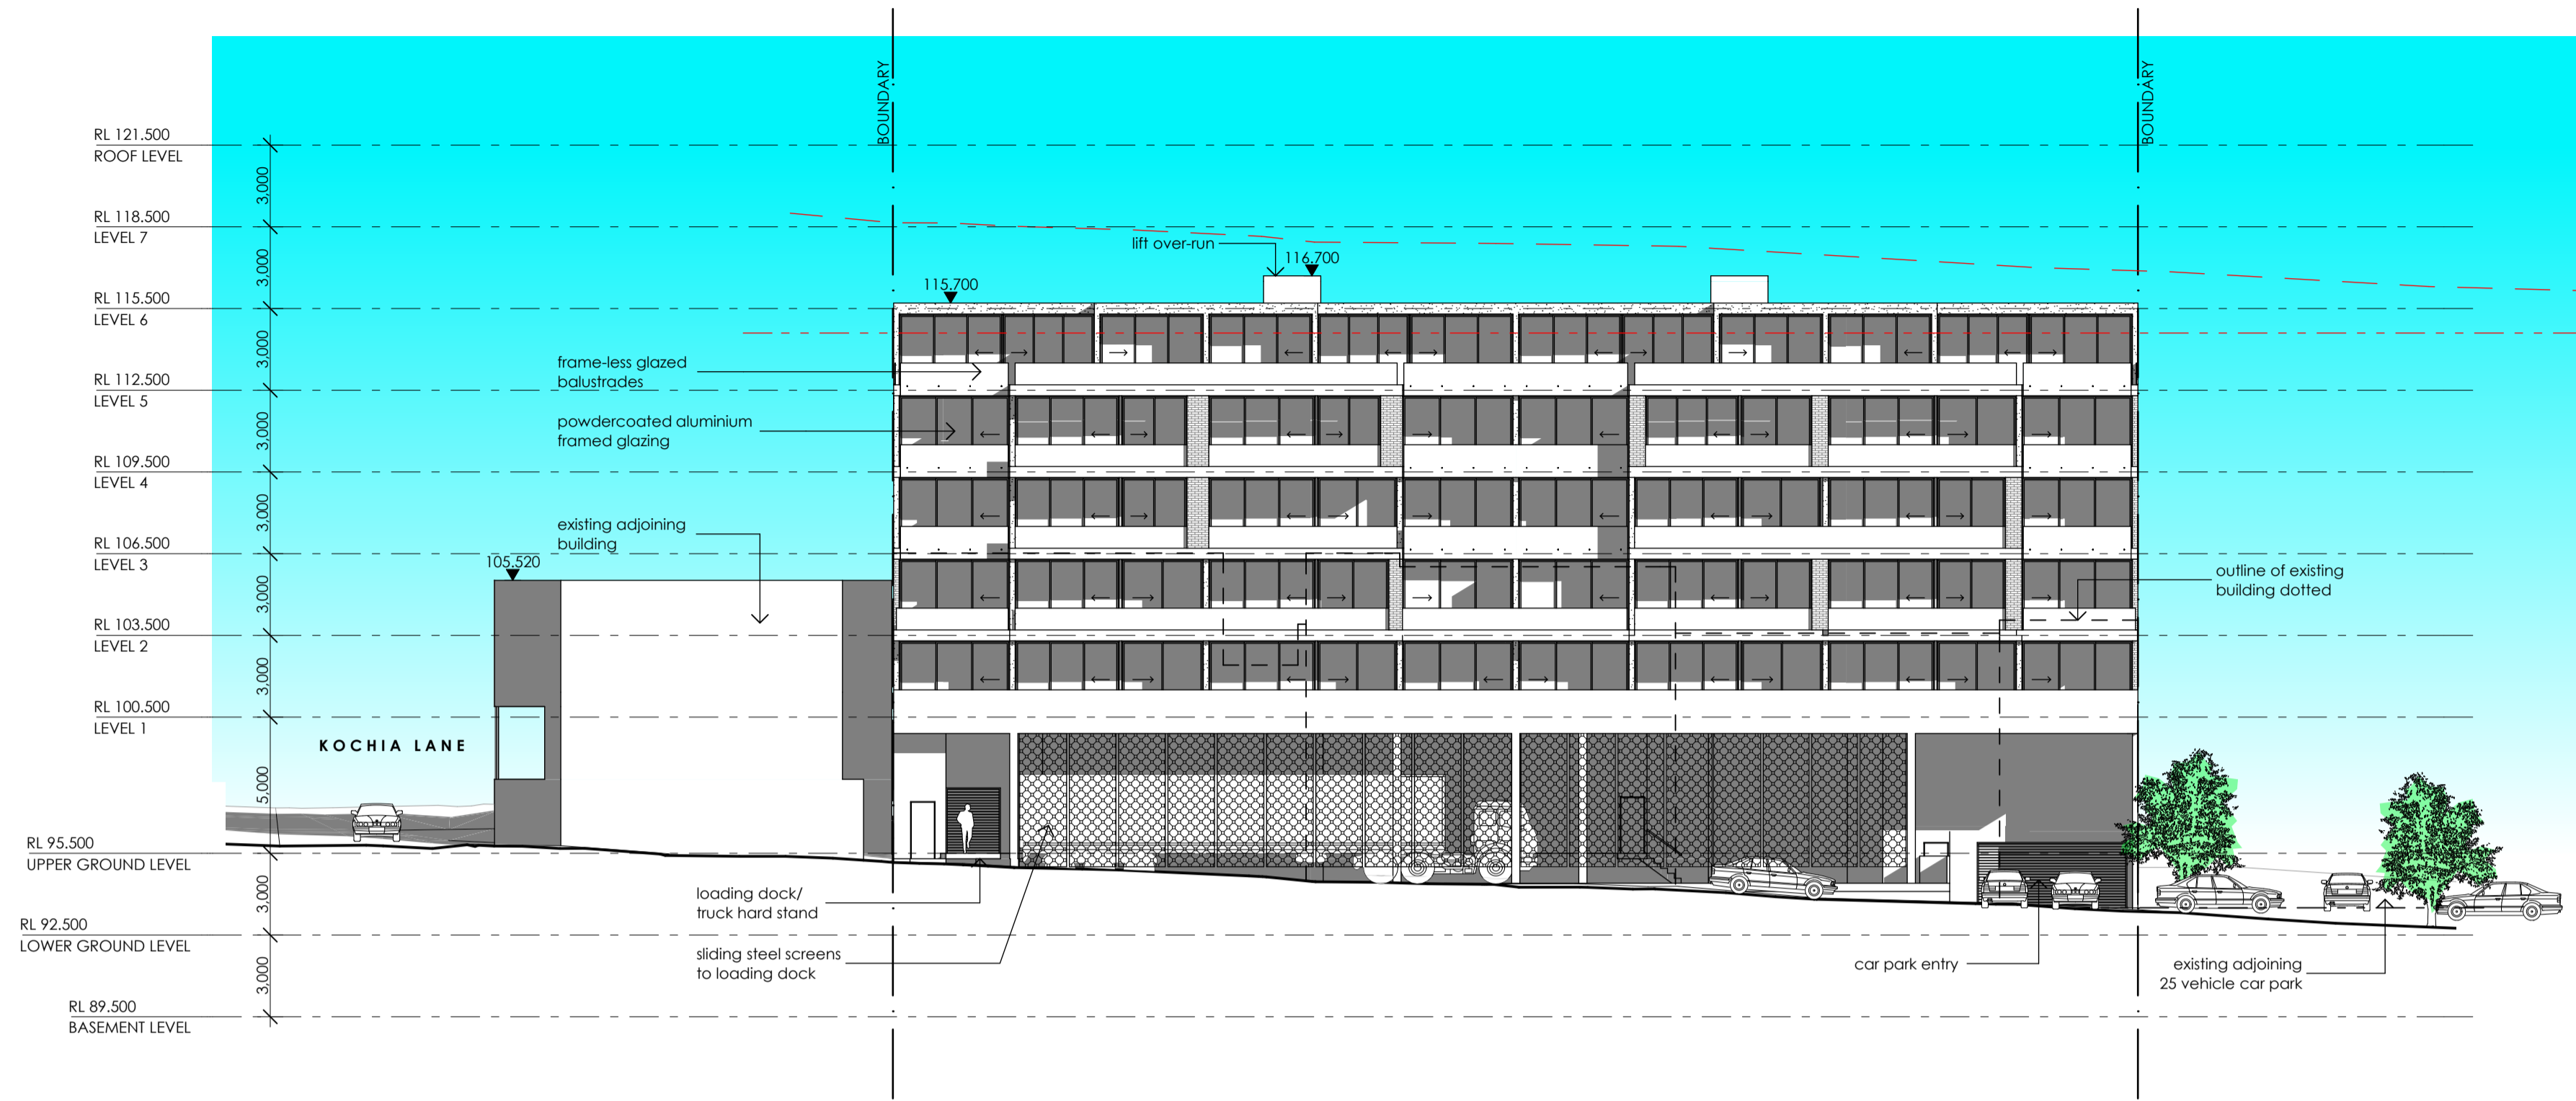 BOUNDARY
BOUNDARY
RL 121.500
ROOF LEVEL
3,000
RL 118.500
LEVEL 7
3,000
lift over-run
116.700
115.700
RL 115.500
LEVEL 6
3,000
frame-less glazed
balustrades
RL 112.500
LEVEL 5
3,000
powdercoated aluminium
framed glazing
RL 109.500
LEVEL 4
3,000
existing adjoining
building
RL 106.500
LEVEL 3
105.520
3,000
outline of existing
building dotted
RL 103.500
LEVEL 2
3,000
RL 100.500
LEVEL 1
KOCHIA LANE
5,000
RL 95.500
UPPER GROUND LEVEL
3,000
loading dock/
truck hard stand
RL 92.500
LOWER GROUND LEVEL
3,000
sliding steel screens
to loading dock
car park entry
existing adjoining
25 vehicle car park
RL 89.500
BASEMENT LEVEL